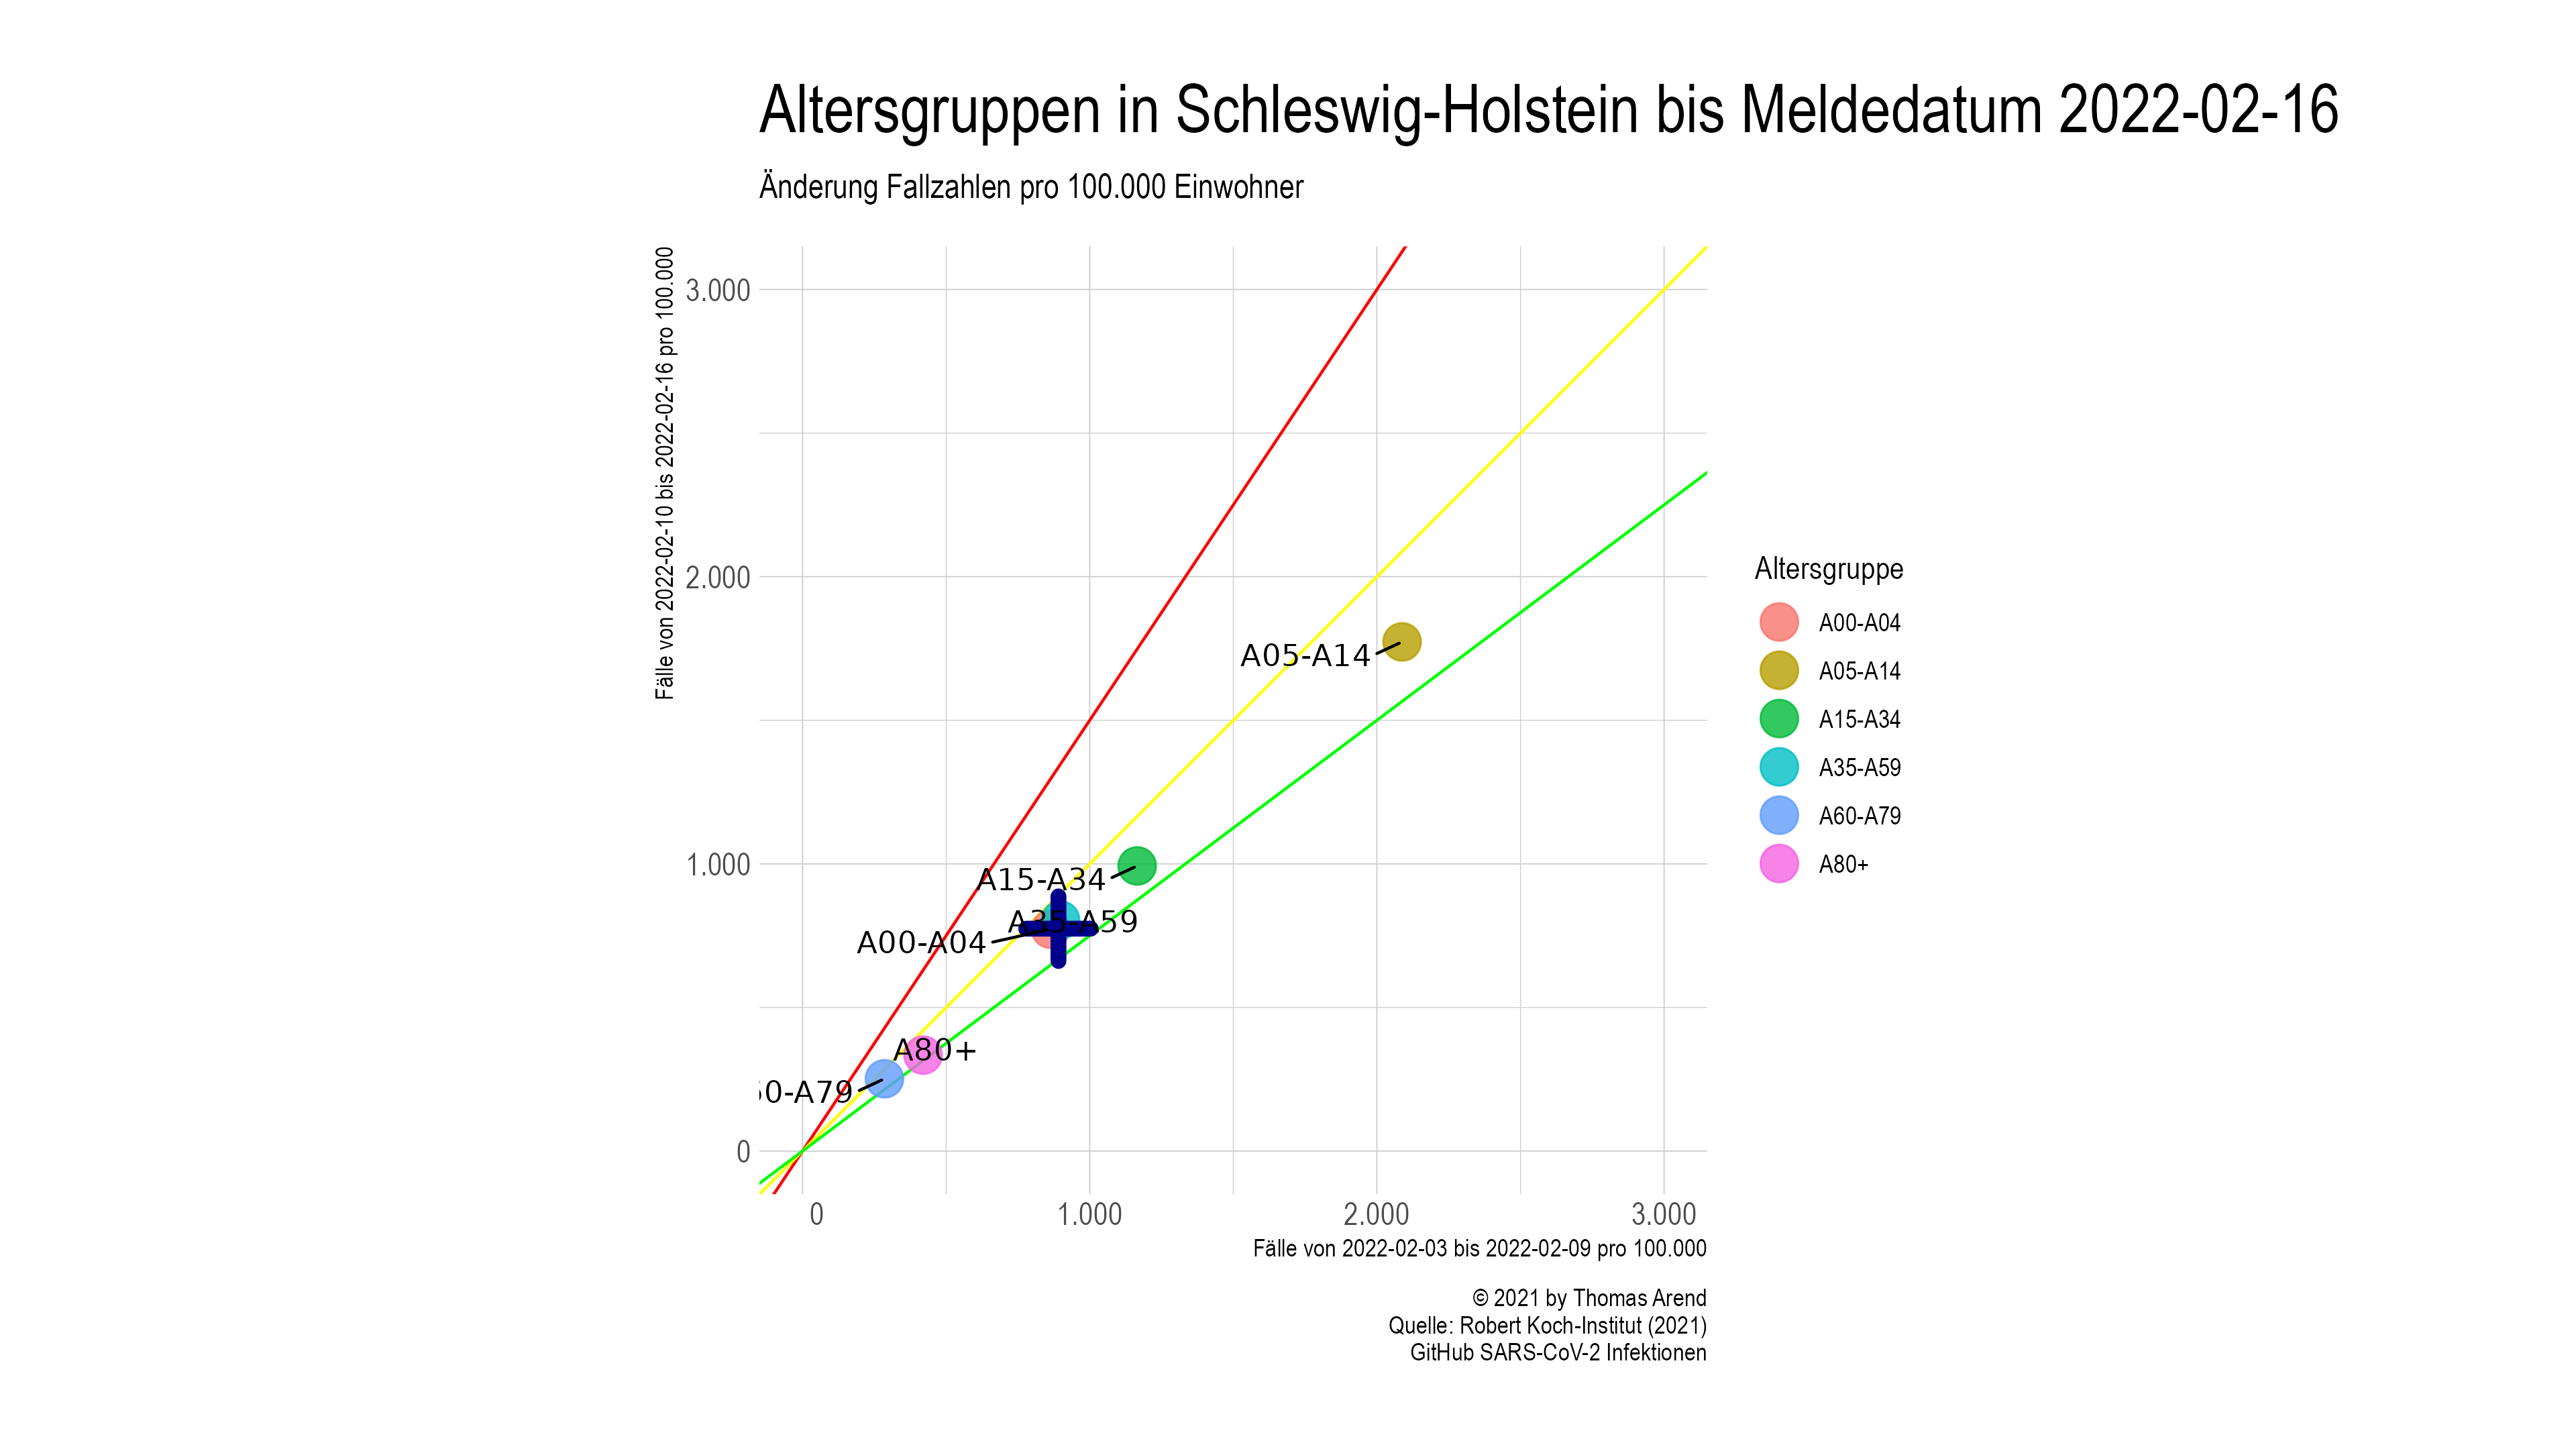 Altersgruppen in Schleswig-Holstein bis Meldedatum 2022-02-16
Änderung Fallzahlen pro 100.000 Einwohner
Fälle von 2022-02-10 bis 2022-02-16 pro 100.000
3.000
2.000
1.000
0
A05-A14
A15-A34
A35-A59
A00-A04
A80+
60-A79
0
1.000
2.000
3.000
Fälle von 2022-02-03 bis 2022-02-09 pro 100.000
Altersgruppe
A00-A04
A05-A14
A15-A34
A35-A59
A60-A79
A80+
© 2021 by Thomas Arend
Quelle: Robert Koch-Institut (2021)
GitHub SARS-CoV-2 Infektionen